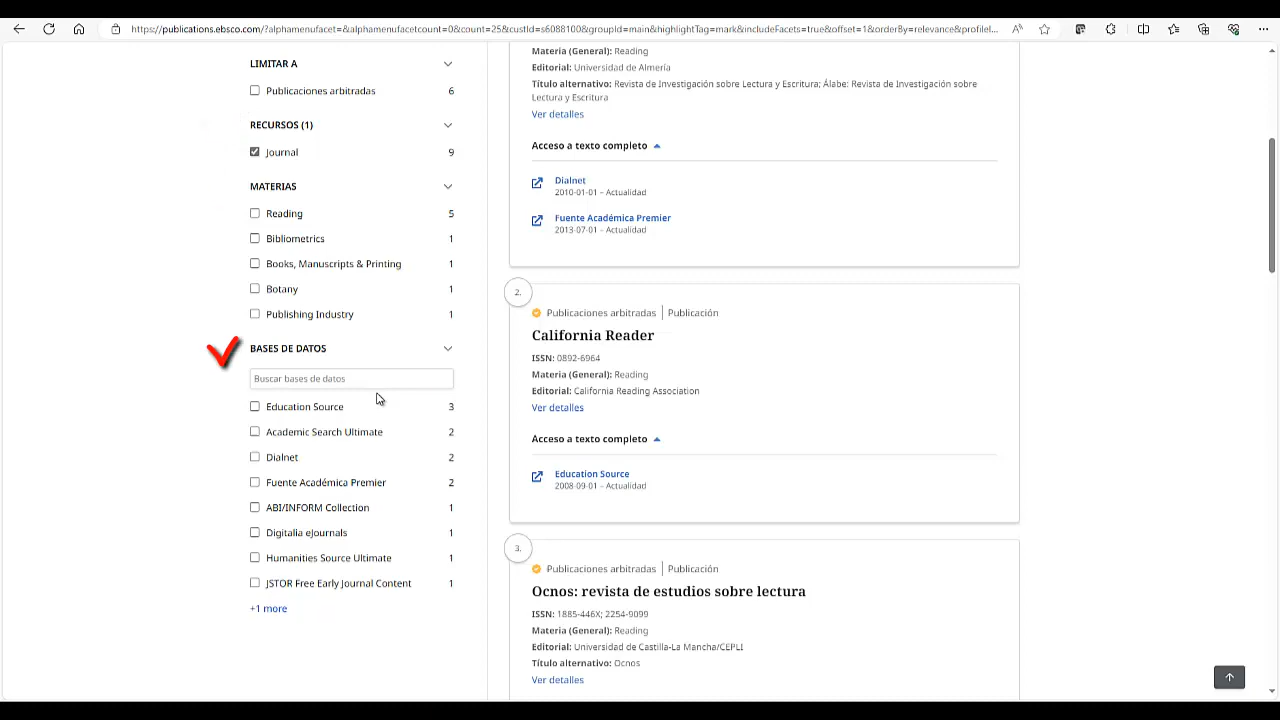 https://publications.ebsco.com/?alphamenufacet=&alphamenufacetcount=0&count=25&custId=s6088100&groupId=main&highlightTag=mark&includeFacets=true&offset=1&orderBy=relevance&profileI...
LIMITAR A
Publicaciones arbitradas 6
RECURSOS (1)
Journal 9
MATERIAS
Reading 5
Bibliometrics 1
Books, Manuscripts & Printing 1
Botany 1
Publishing Industry 1
BASES DE DATOS
Buscar bases de datos
Education Source 3
Academic Search Ultimate 2
Dialnet 2
Fuente Académica Premier 2
ABI/INFORM Collection 1
Digitalia eJournals 1
Humanities Source Ultimate 1
JSTOR Free Early Journal Content 1
+1 more
Materia (General): Reading
Editorial: Universidad de Almería
Título alternativo: Revista de Investigación sobre Lectura y Escritura; Álabe: Revista de Investigación sobre
Lectura y Escritura
Ver detalles
Acceso a texto completo
Dialnet
2010-01-01 – Actualidad
Fuente Académica Premier
2013-07-01 – Actualidad
2.
Publicaciones arbitradas | Publicación
California Reader
ISSN: 0892-6964
Materia (General): Reading
Editorial: California Reading Association
Ver detalles
Acceso a texto completo
Education Source
2008-09-01 – Actualidad
3.
Publicaciones arbitradas | Publicación
Ocnos: revista de estudios sobre lectura
ISSN: 1885-446X; 2254-9099
Materia (General): Reading
Editorial: Universidad de Castilla-La Mancha/CEPLI
Título alternativo: Ocnos
Ver detalles